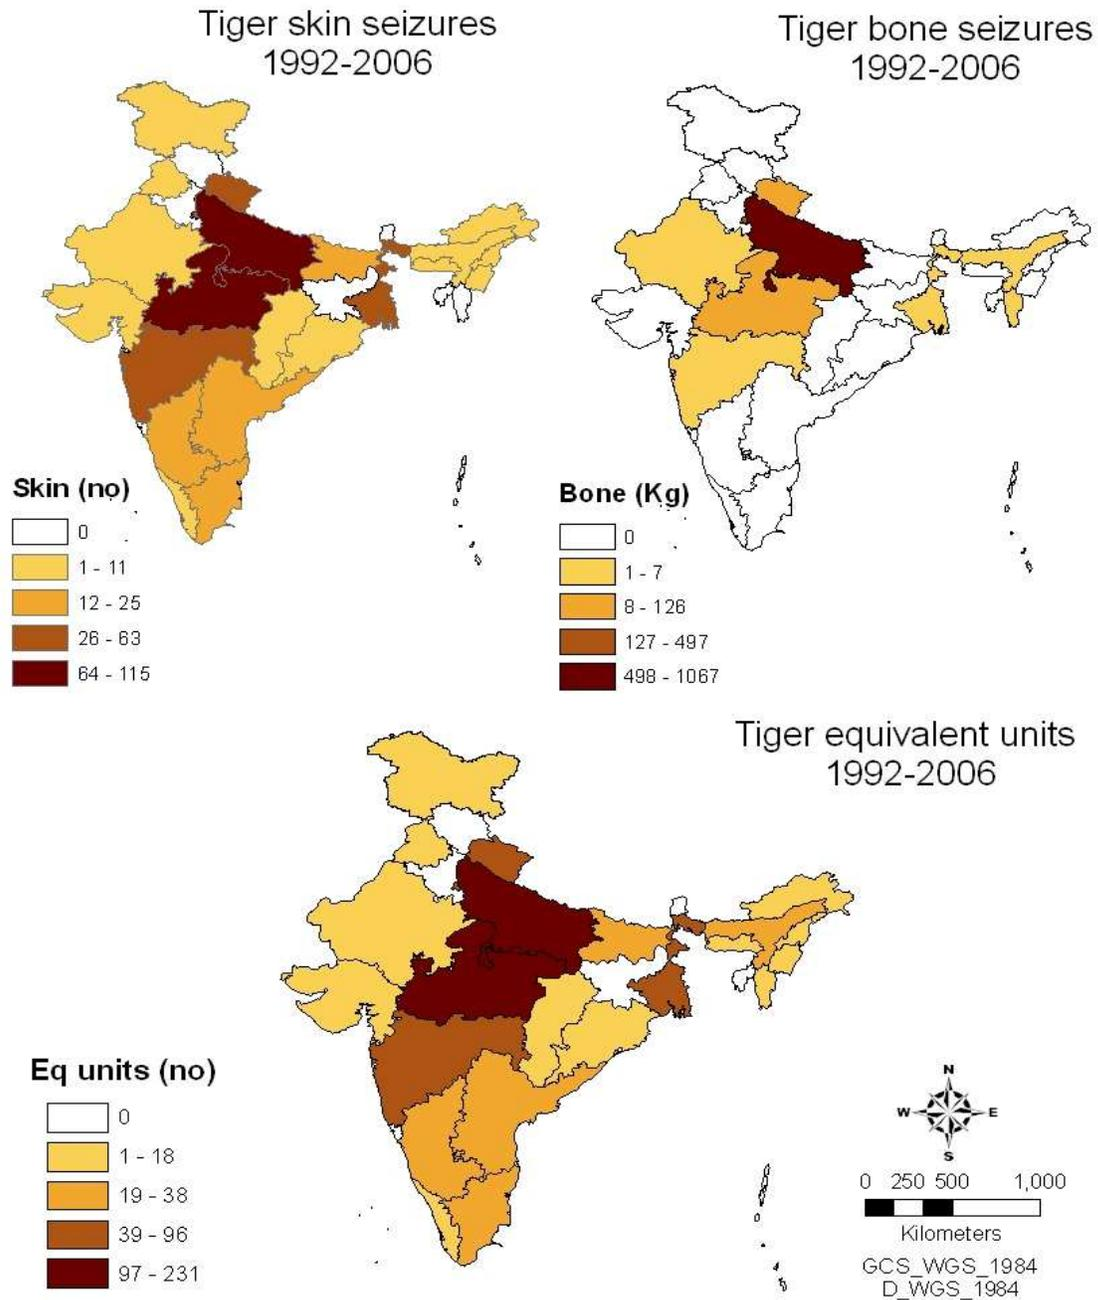 Tiger skin seizures
1992-2006
Tiger bone seizures
1992-2006
Skin (no)
0
1 - 11
12 - 25
26 - 63
64 - 115
Bone (Kg)
0
1 - 7
8 - 126
127 - 497
498 - 1067
Tiger equivalent units
1992-2006
Eq units (no)
0
1 - 18
19 - 38
39 - 96
97 - 231
N
W E
S
0 250 500 1,000
Kilometers
GCS_WGS_1984
D_WGS_1984